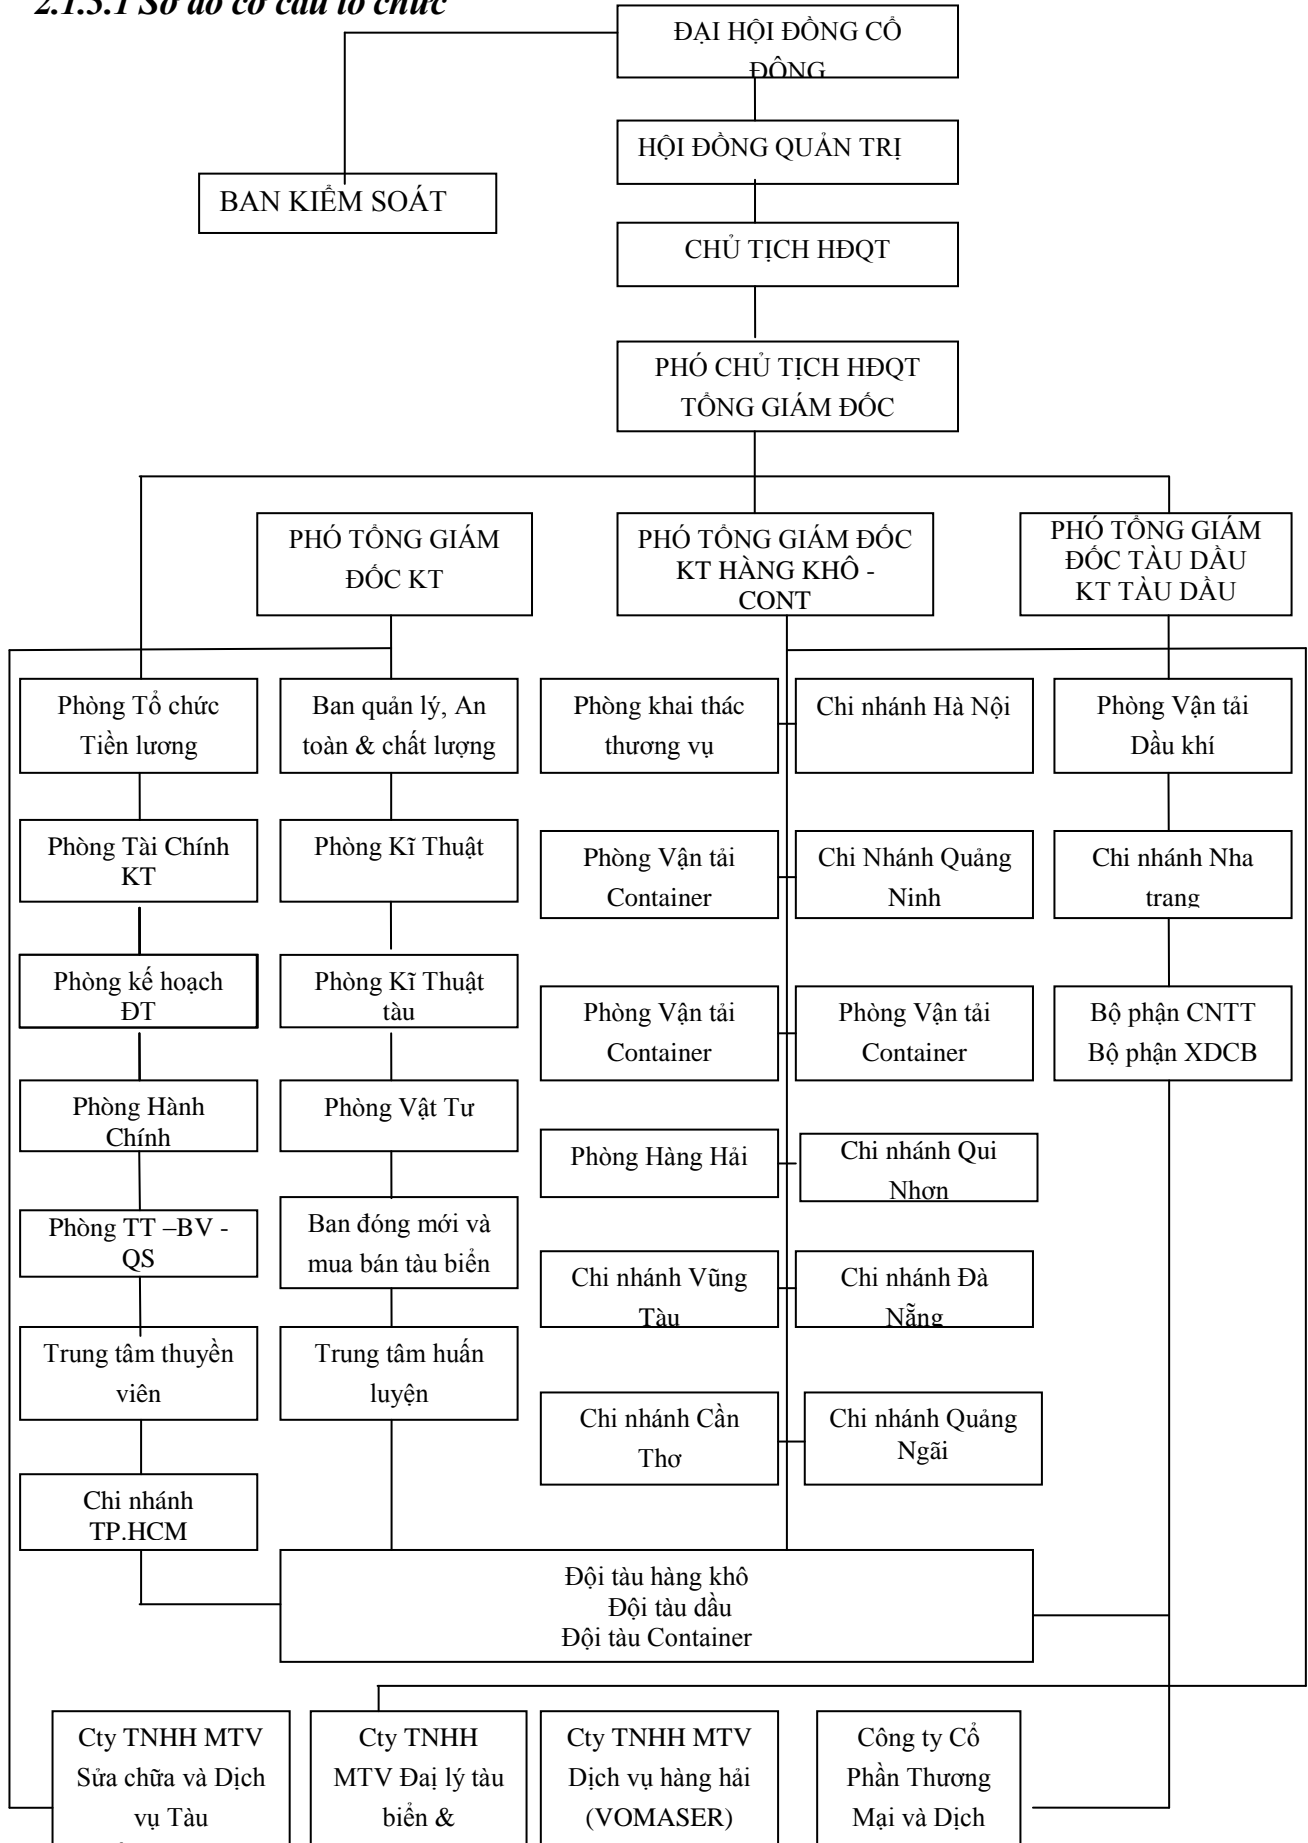 2.1.5.1 Sơ đồ cơ cấu tổ chức
ĐẠI HỘI ĐỒNG CỔ
ĐÔNG
HỘI ĐỒNG QUẢN TRỊ
BAN KIỂM SOÁT
CHỦ TỊCH HĐQT
PHÓ CHỦ TỊCH HĐQT
TỔNG GIÁM ĐỐC
PHÓ TỔNG GIÁM
ĐỐC KT
PHÓ TỔNG GIÁM ĐỐC
KT HÀNG KHÔ -
CONT
PHÓ TỔNG GIÁM
ĐỐC TÀU DẦU
KT TÀU DẦU
Phòng Tổ chức
Tiền lương
Ban quản lý, An
toàn & chất lượng
Phòng khai thác
thương vụ
Chi nhánh Hà Nội
Phòng Vận tải
Dầu khí
Phòng Tài Chính
KT
Phòng Kĩ Thuật
Phòng Vận tải
Container
Chi Nhánh Quảng
Ninh
Chi nhánh Nha
trang
Phòng kế hoạch
ĐT
Phòng Kĩ Thuật
tàu
Phòng Vận tải
Container
Phòng Vận tải
Container
Bộ phận CNTT
Bộ phận XDCB
Phòng Hành
Chính
Phòng Vật Tư
Phòng Hàng Hải
Chi nhánh Qui
Nhơn
Phòng TT –BV -
QS
Ban đóng mới và
mua bán tàu biển
Chi nhánh Vũng
Tàu
Chi nhánh Đà
Nẵng
Trung tâm thuyền
viên
Trung tâm huấn
luyện
Chi nhánh Cần
Thơ
Chi nhánh Quảng
Ngãi
Chi nhánh
TP.HCM
Đội tàu hàng khô
Đội tàu dầu
Đội tàu Container
Cty TNHH MTV
Sửa chữa và Dịch
vụ Tàu
Cty TNHH
MTV Đaị lý tàu
biển &
Cty TNHH MTV
Dịch vụ hàng hải
(VOMASER)
Công ty Cổ
Phần Thương
Mại và Dịch